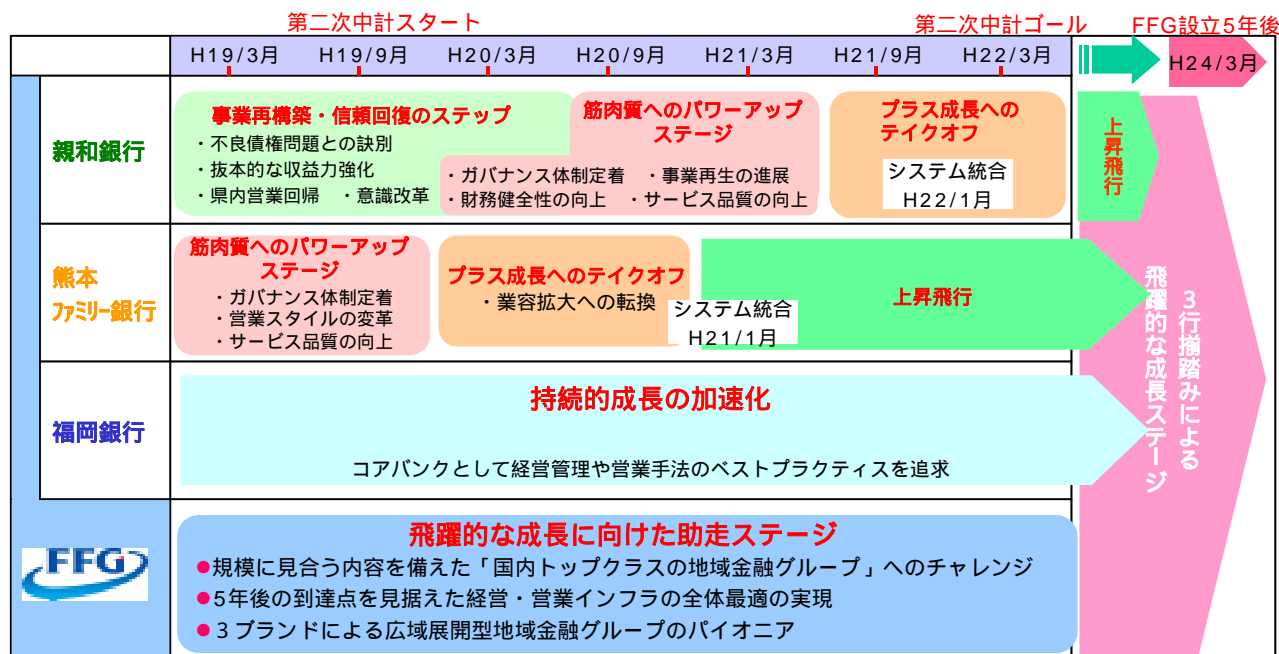 第二次中計スタート
第二次中計ゴール
FFG設立5年後
H19/3月
H19/9月
H20/3月
H20/9月
H21/3月
H21/9月
H22/3月
H24/3月
親和銀行
事業再構築・信頼回復のステップ
・不良債権問題との訣別
・抜本的な収益力強化
・県内営業回帰 ・意識改革
筋肉質へのパワーアップ
ステージ
・ガバナンス体制定着 ・事業再生の進展
・財務健全性の向上 ・サービス品質の向上
プラス成長への
テイクオフ
システム統合
H22/1月
上昇飛行
熊本
ファミリー銀行
筋肉質へのパワーアップ
ステージ
・ガバナンス体制定着
・営業スタイルの変革
・サービス品質の向上
プラス成長へのテイクオフ
・業容拡大への転換
システム統合
H21/1月
上昇飛行
福岡銀行
持続的成長の加速化
コアバンクとして経営管理や営業手法のベストプラクティスを追求
3行揃踏みによる
飛躍的な成長ステージ
FFG
飛躍的な成長に向けた助走ステージ
●規模に見合う内容を備えた「国内トップクラスの地域金融グループ」へのチャレンジ
●5年後の到達点を見据えた経営・営業インフラの全体最適の実現
●3ブランドによる広域展開型地域金融グループのパイオニア